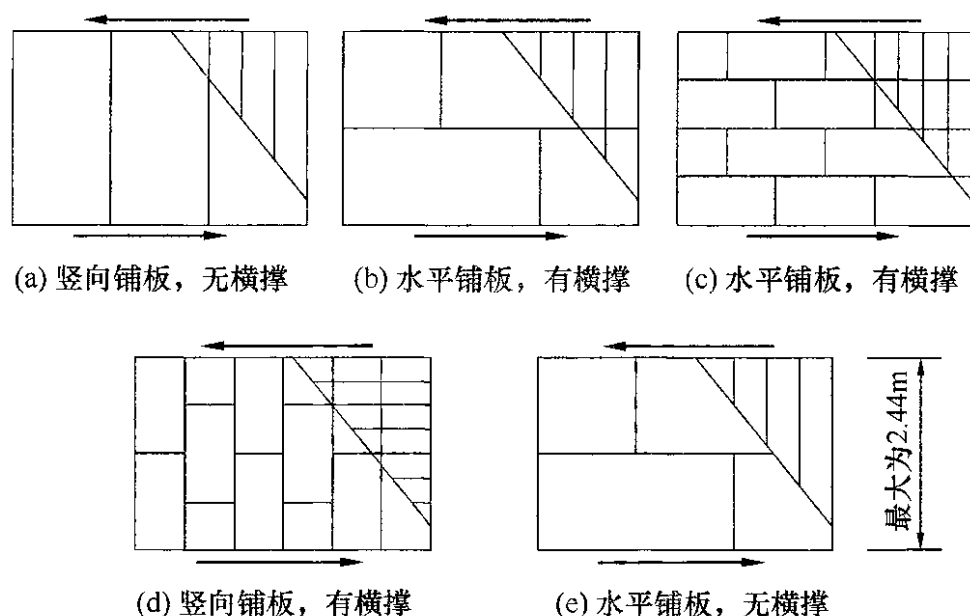 (a) 竖向铺板，无横撑
(b) 水平铺板，有横撑
(c) 水平铺板，有横撑
最大为2.44m
(d) 竖向铺板，有横撑
(e) 水平铺板，无横撑